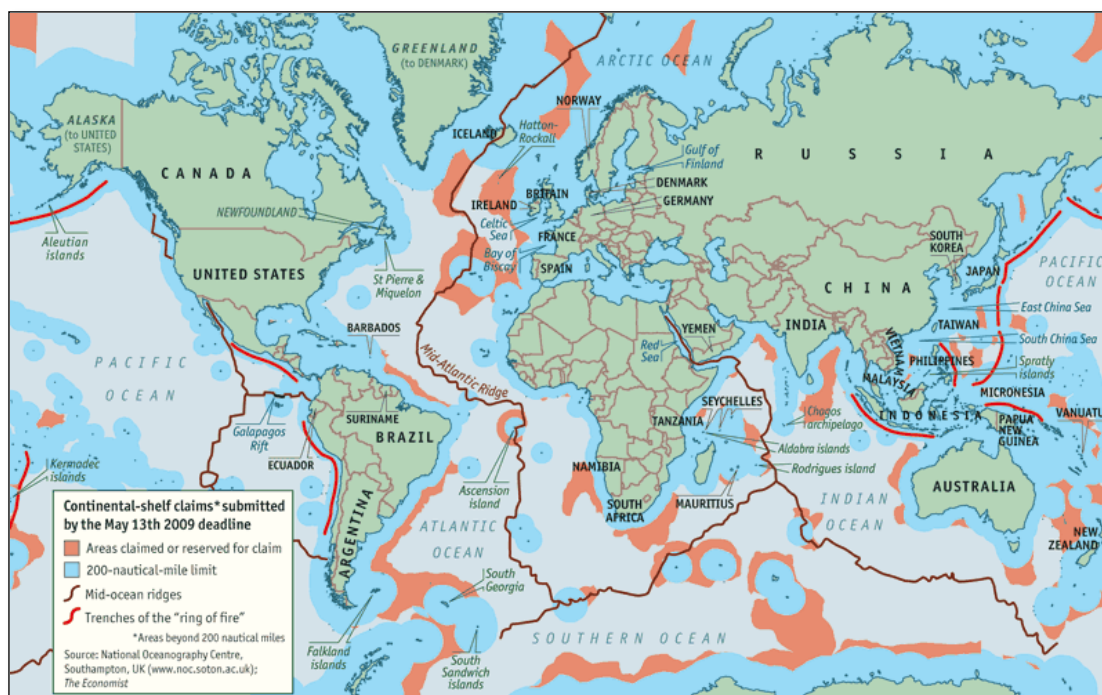 GREENLAND
(to DENMARK)
ARCTIC OCEAN
ALASKA
(to UNITED
STATES)
CANADA
NEWFOUNDLAND
Aleutian
islands
UNITED STATES
St Pierre &
Miquelon
ICELAND
NORWAY
Hatton-
Rockall
Gulf of
Finland
RUSSIA
BRITAIN
IRELAND
DENMARK
GERMANY
Celtic
Sea
FRANCE
Bay of
Biscay
SPAIN
SOUTH
KOREA
JAPAN
PACIFIC
OCEAN
CHINA
East China Sea
TAIWAN
South China Sea
INDIA
VIETNAM
PHILIPPINES
Spratly
islands
MALAYSIA
MICRONESIA
INDONESIA
PAPUA
NEW
GUINEA
VANUATU
YEMEN
Red
Sea
BARBADOS
Mid-Atlantic Ridge
PACIFIC
OCEAN
SURINAME
BRAZIL
Galapagos
Rift
ECUADOR
Kermadec
islands
ARGENTINA
Ascension
island
ATLANTIC
OCEAN
TANZANIA
SEYCHELLES
Chagos
archipelago
Aldabra islands
Rodrigues island
NAMIBIA
SOUTH
AFRICA
MAURITIUS
INDIAN
OCEAN
AUSTRALIA
NEW
ZEALAND
South
Georgia
Falkland
islands
South
Sandwich
islands
SOUTHERN OCEAN
Continental-shelf claims* submitted
by the May 13th 2009 deadline
Areas claimed or reserved for claim
200-nautical-mile limit
Mid-ocean ridges
Trenches of the “ring of fire”
*Areas beyond 200 nautical miles
Source: National Oceanography Centre,
Southampton, UK (www.noc.soton.ac.uk);
The Economist